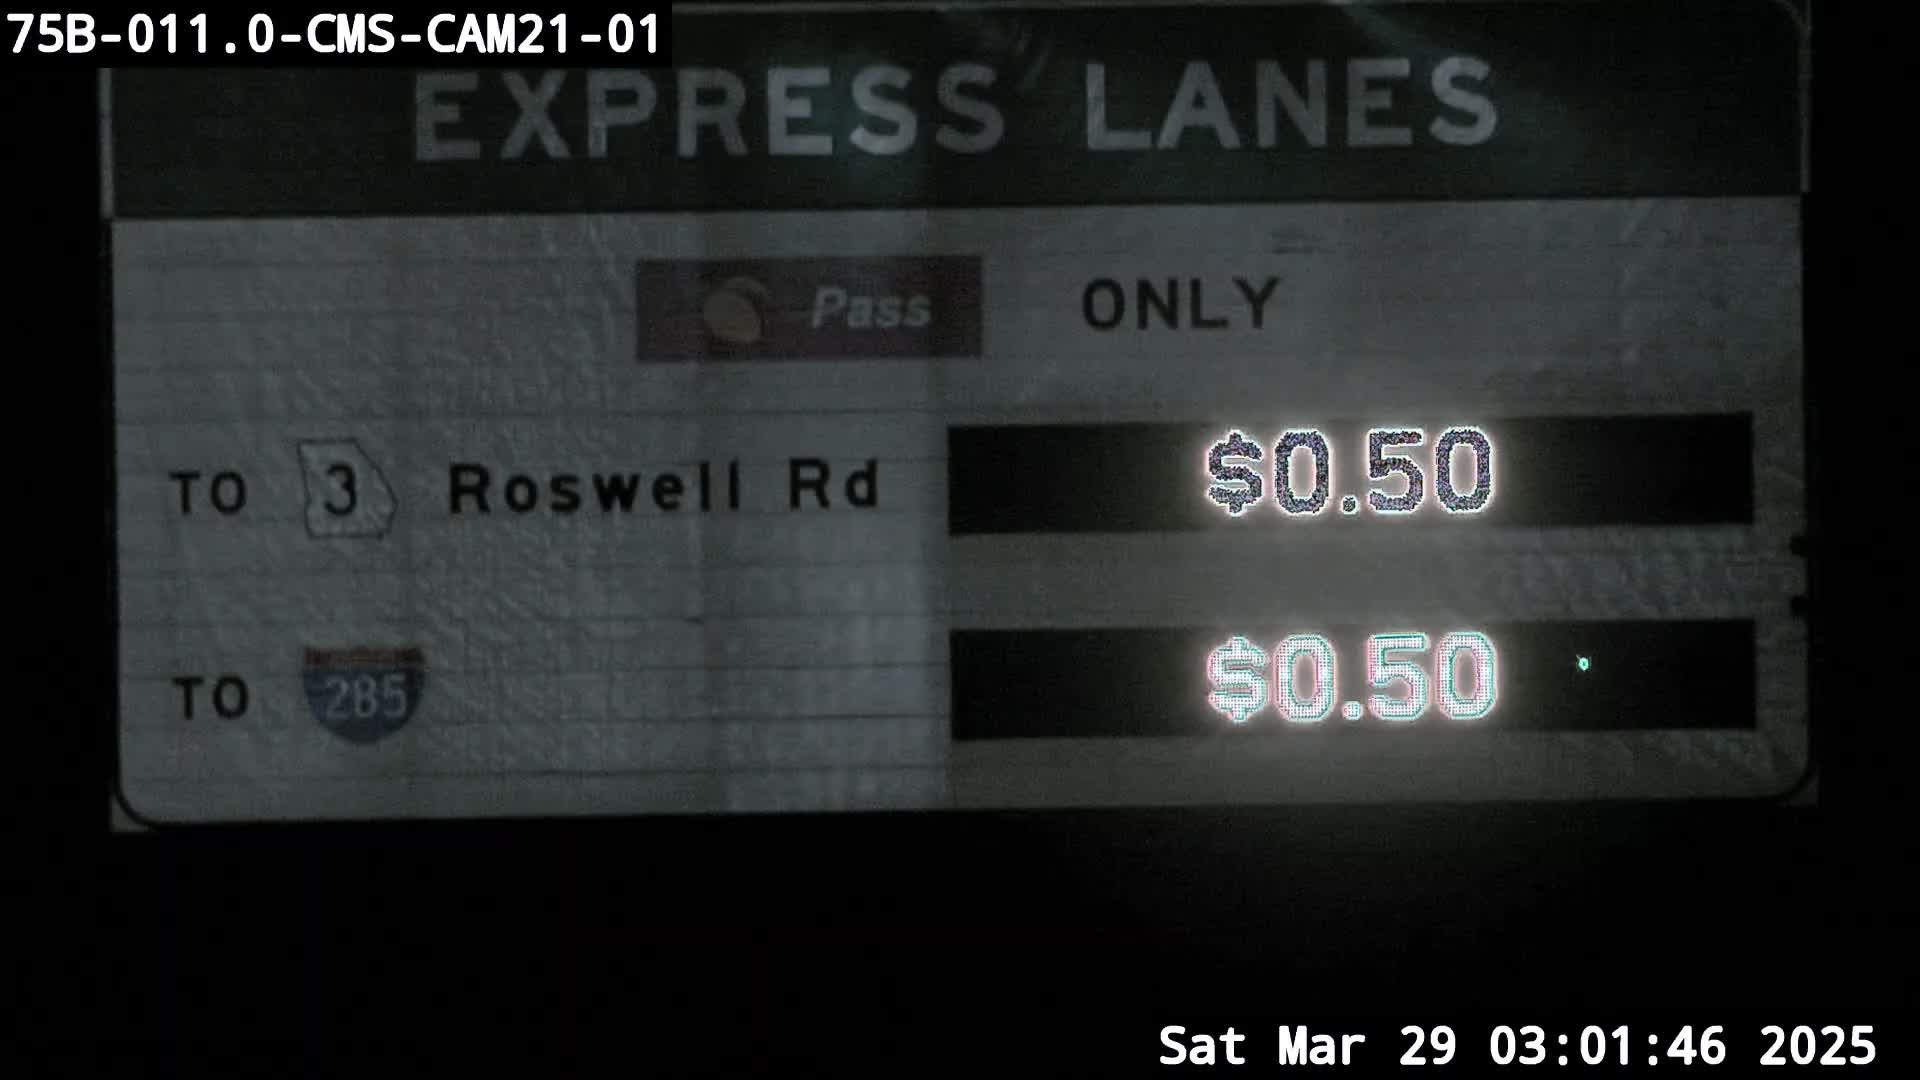 75B-011.0-CMS-CAM21-01
EXPRESS LANES
Pass ONLY
TO 3 Roswell Rd $0.50
TO 285 $0.50
Sat Mar 29 03:01:46 2025